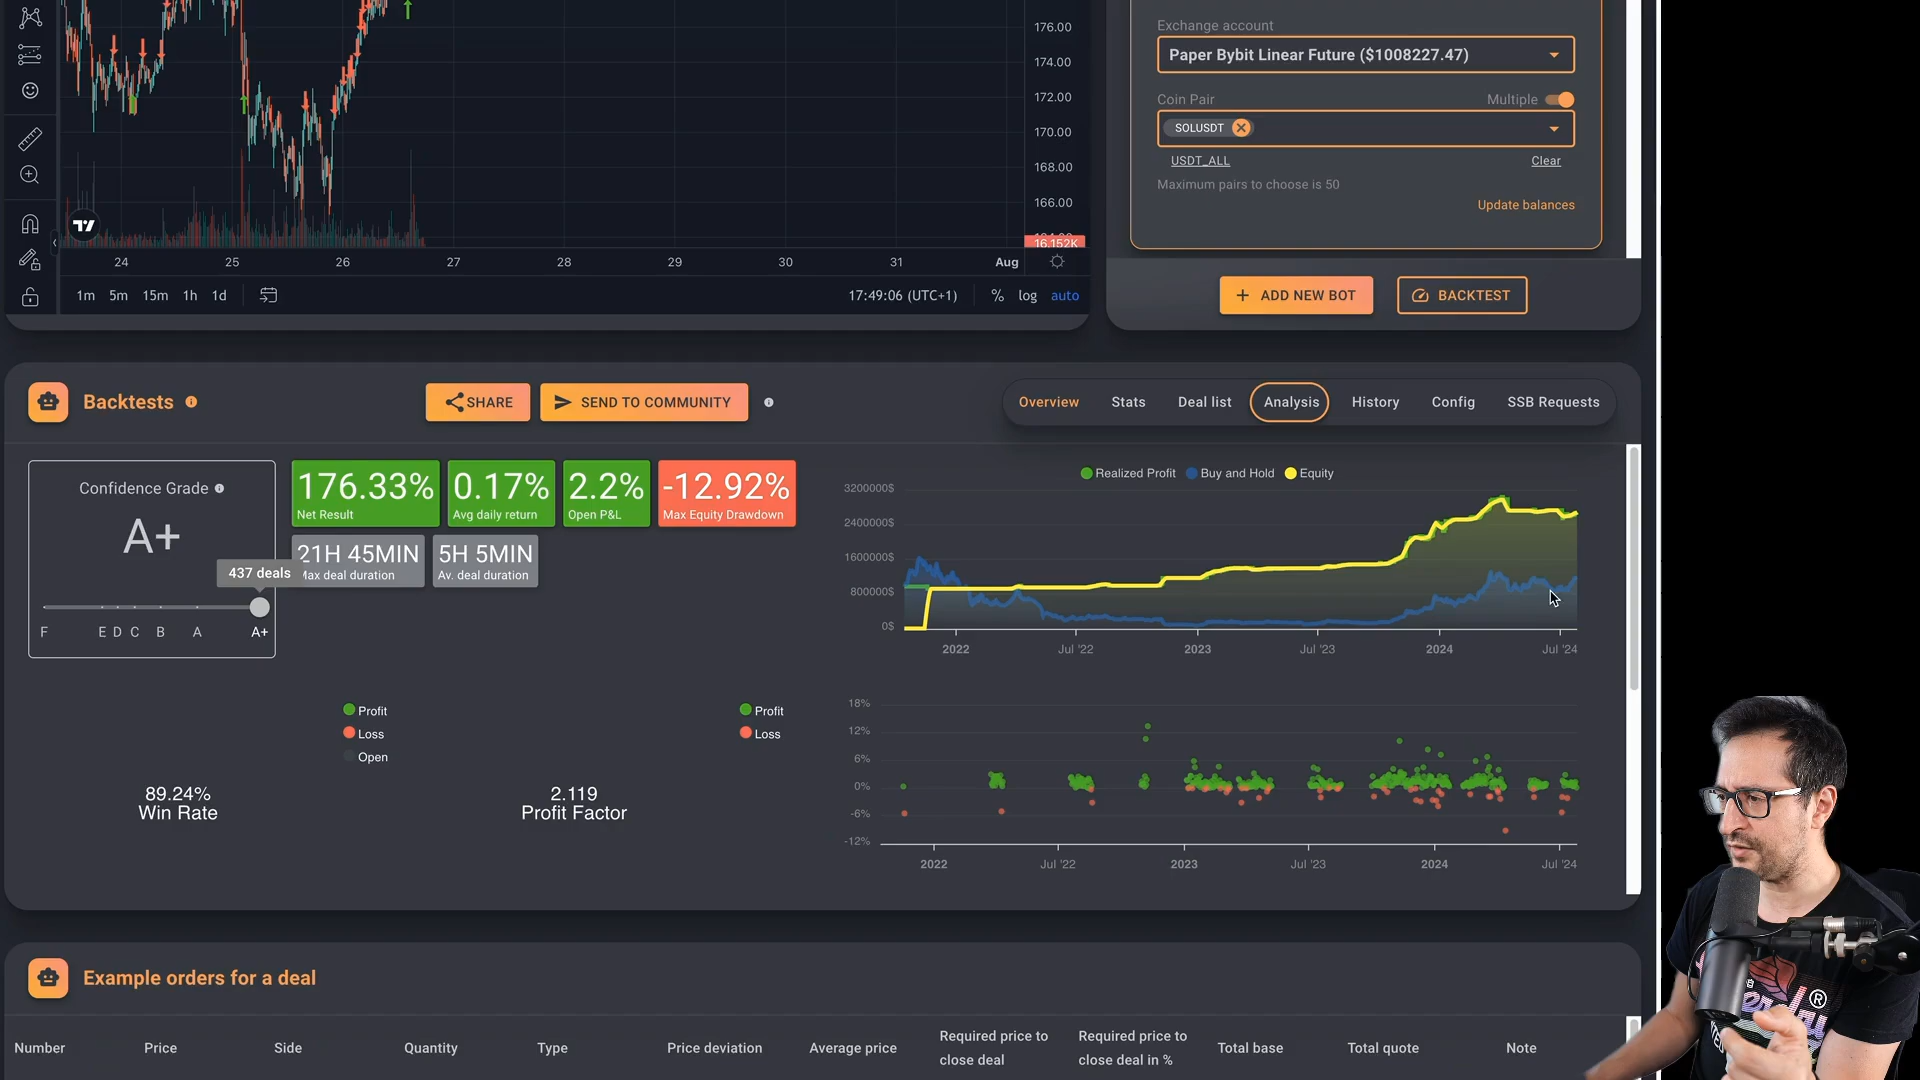 176.00
174.00
172.00
170.00
168.00
166.00
16.152K
24 25 26 27 28 29 30 31 Aug
1m 5m 15m 1h 1d
17:49:06 (UTC+1) % log auto
Exchange account
Paper Bybit Linear Future ($1008227.47)
Coin Pair Multiple
SOLUSDT
USDT_ALL Clear
Maximum pairs to choose is 50
Update balances
+ ADD NEW BOT BACKTEST
Backtests
SHARE SEND TO COMMUNITY
Overview Stats Deal list Analysis History Config SSB Requests
Confidence Grade
A+
437 deals
F E D C B A A+
176.33%
Net Result
0.17%
Avg daily return
2.2%
Open P&L
-12.92%
Max Equity Drawdown
21H 45MIN
Max deal duration
5H 5MIN
Av. deal duration
Realized Profit Buy and Hold Equity
3200000$
2400000$
1600000$
800000$
0$
2022 Jul '22 2023 Jul '23 2024 Jul '24
Profit
Loss
Open
89.24%
Win Rate
Profit
Loss
2.119
Profit Factor
18%
12%
6%
0%
-6%
-12%
2022 Jul '22 2023 Jul '23 2024 Jul '24
Example orders for a deal
Number Price Side Quantity Type Price deviation Average price
Required price to
close deal
Required price to
close deal in %
Total base Total quote Note